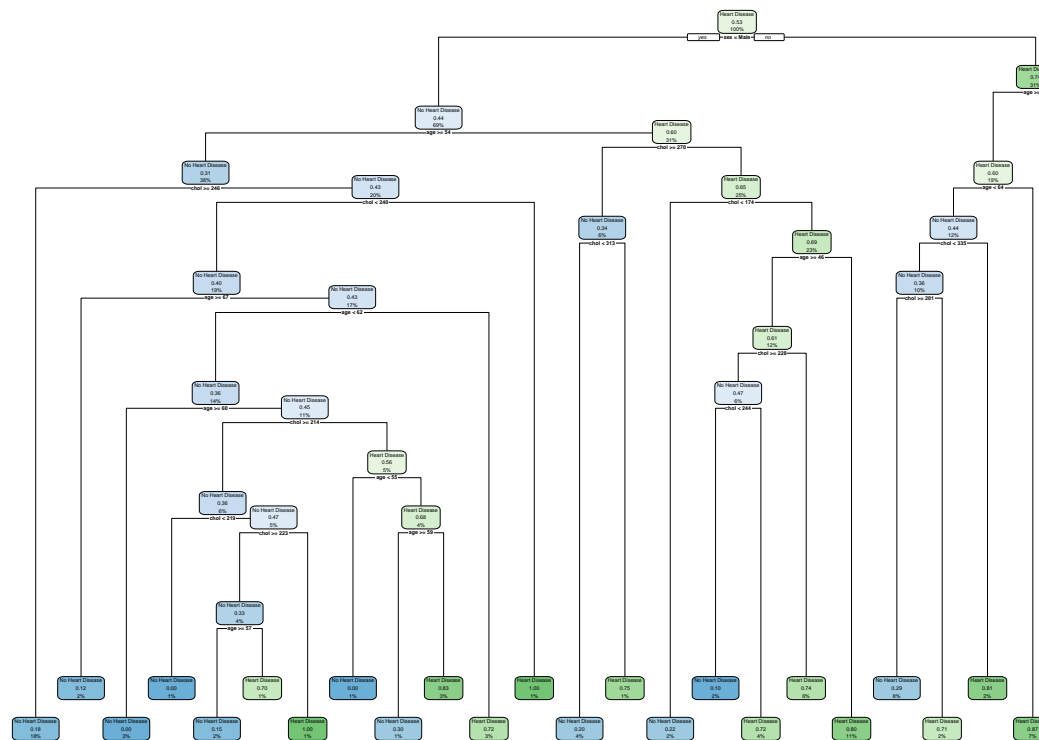 Heart Disease
0.53
100%
yes
sex = Male
no
0.74
31%
age >=
No Heart Disease
0.44
69%
age >= 54
Heart Disease
0.60
31%
chol >= 270
No Heart Disease
0.31
38%
chol >= 246
No Heart Disease
0.43
20%
chol < 240
Heart Disease
0.65
25%
chol < 174
Heart Disease
0.60
19%
age < 64
No Heart Disease
0.34
6%
chol < 313
Heart Disease
0.69
23%
age >= 46
No Heart Disease
0.44
12%
chol < 335
No Heart Disease
0.40
19%
age >= 67
No Heart Disease
0.43
17%
age < 62
No Heart Disease
0.36
10%
chol >= 201
Heart Disease
0.61
12%
chol >= 228
No Heart Disease
0.36
14%
age >= 60
No Heart Disease
0.45
11%
chol >= 214
No Heart Disease
0.47
6%
chol < 244
Heart Disease
0.56
5%
age < 55
No Heart Disease
0.36
6%
chol < 219
No Heart Disease
0.47
5%
chol >= 223
Heart Disease
0.68
4%
age >= 59
No Heart Disease
0.33
4%
age >= 57
No Heart Disease
0.12
2%
No Heart Disease
0.00
1%
Heart Disease
0.70
1%
No Heart Disease
0.00
1%
Heart Disease
0.83
3%
Heart Disease
1.00
1%
Heart Disease
0.75
1%
No Heart Disease
0.10
2%
Heart Disease
0.74
6%
No Heart Disease
0.29
8%
Heart Disease
0.81
2%
No Heart Disease
0.18
18%
No Heart Disease
0.00
3%
No Heart Disease
0.15
2%
Heart Disease
1.00
1%
No Heart Disease
0.30
1%
Heart Disease
0.72
3%
No Heart Disease
0.20
4%
No Heart Disease
0.22
2%
Heart Disease
0.72
4%
Heart Disease
0.80
11%
Heart Disease
0.71
2%
0.87
7%